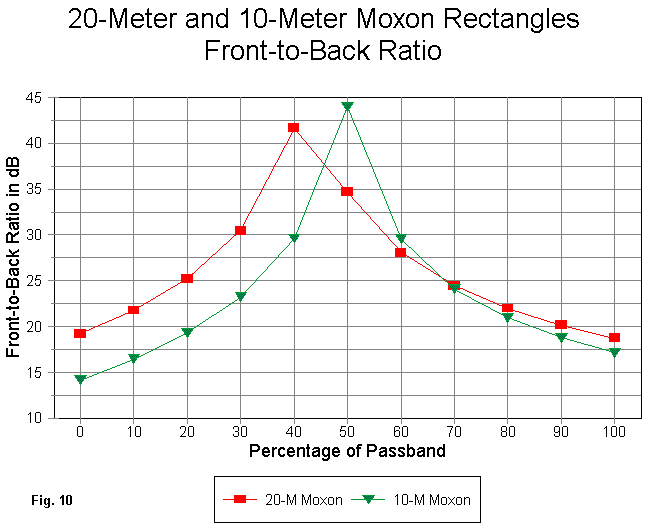 20-Meter and 10-Meter Moxon Rectangles
Front-to-Back Ratio
Front-to-Back Ratio in dB
45
40
35
30
25
20
15
10
0 10 20 30 40 50 60 70 80 90 100
Percentage of Passband
Fig. 10
20-M Moxon 10-M Moxon